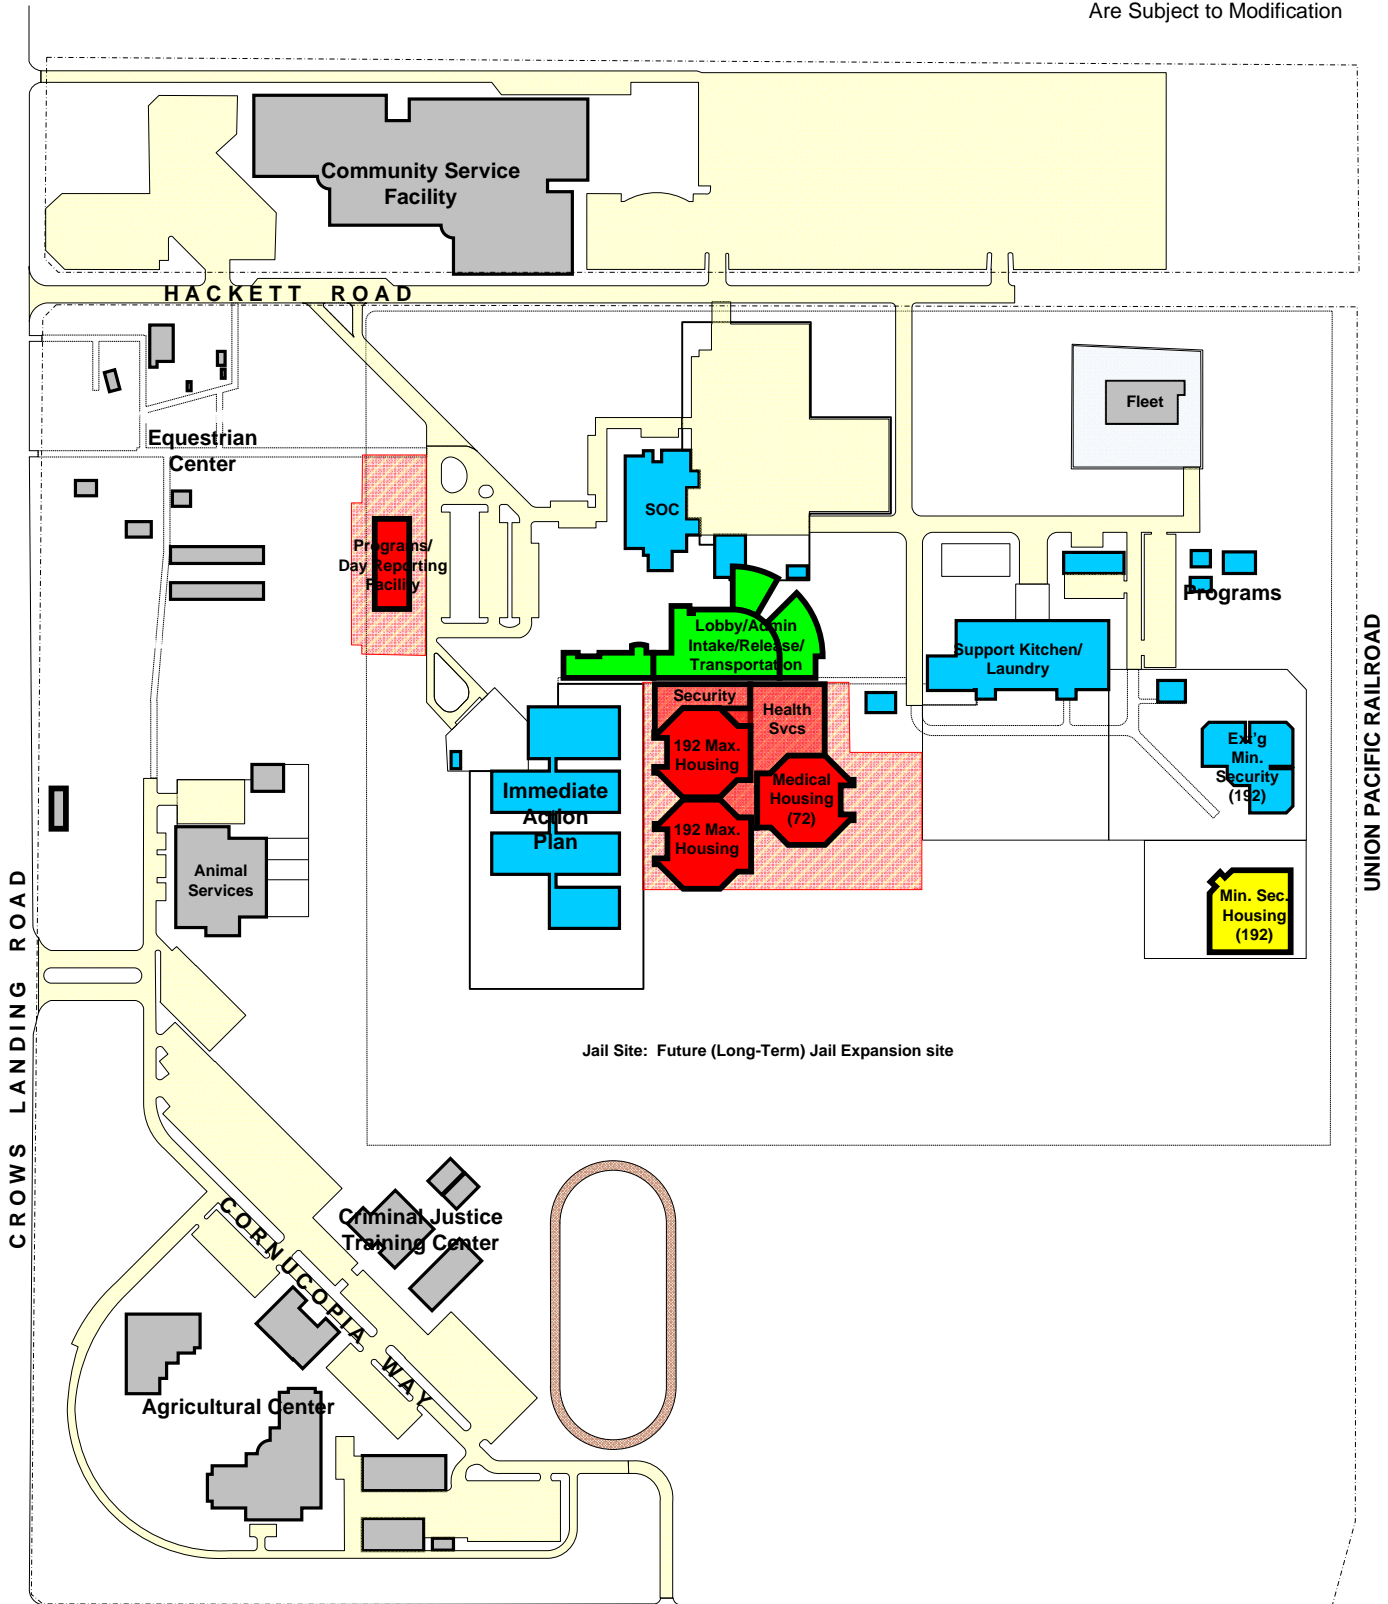 Are Subject to Modification
Community Service
Facility
HACKETT ROAD
Fleet
Equestrian
Center
SOC
Programs/
Day Reporting
Facility
Programs
Lobby/Admin
Intake/Release/
Transportation
Support Kitchen/
Laundry
Security
Health
Svcs
192 Max.
Housing
Medical
Housing
(72)
192 Max.
Housing
Immediate
Action
Plan
Ext'g
Min.
Security
(192)
Min. Sec.
Housing
(192)
Animal
Services
UNION PACIFIC RAILROAD
CROWS LANDING ROAD
Jail Site: Future (Long-Term) Jail Expansion site
Criminal Justice
Training Center
CORNUCOPIA WAY
Agricultural Center